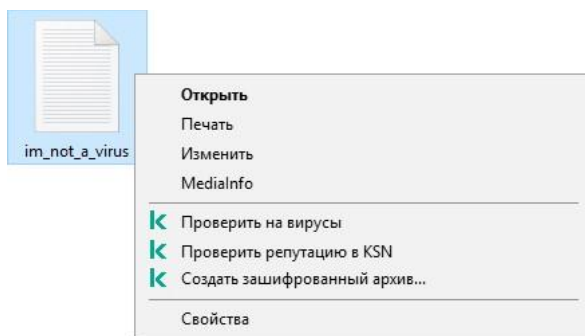 im_not_a_virus
Открыть
Печать
Изменить
MediaInfo
Проверить на вирусы
Проверить репутацию в KSN
Создать зашифрованный архив...
Свойства